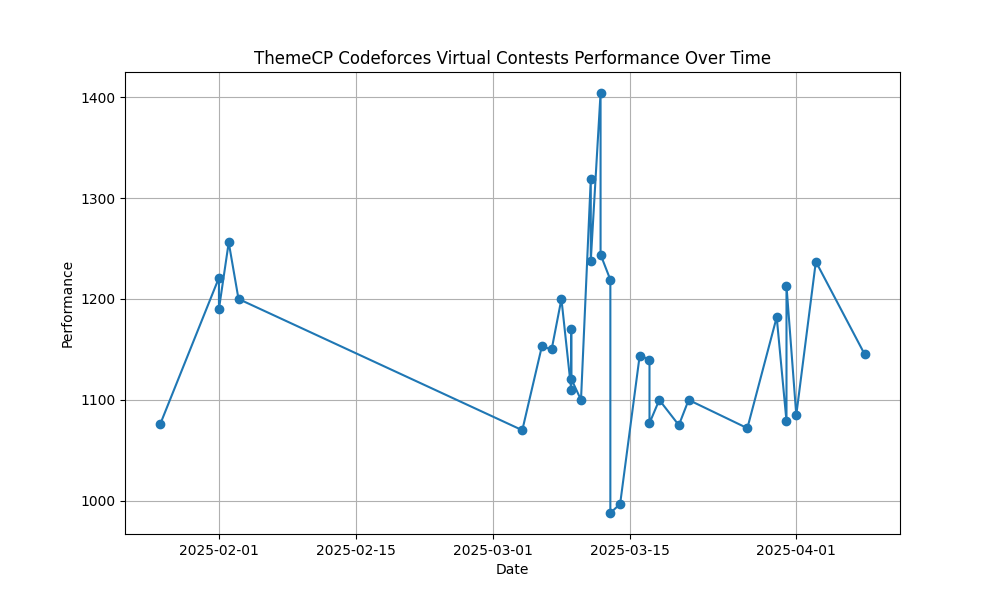 ThemeCP Codeforces Virtual Contests Performance Over Time
1400
1300
1200
1100
1000
Performance
2025-02-01 2025-02-15 2025-03-01 2025-03-15 2025-04-01
Date